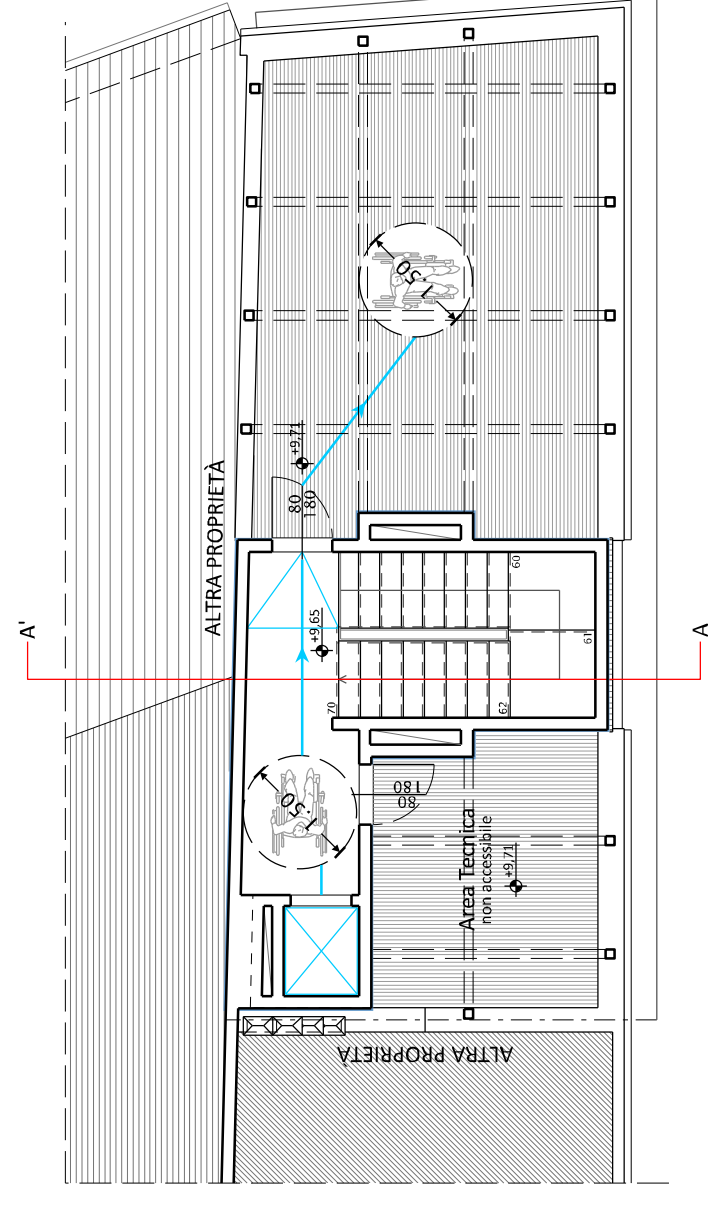 1.50
+9,71
80
180
ALTRA PROPRIETÀ
60
+9,65
61
A'
A
70
62
1.50
80
180
Area Tecnica
non accessibile
+9,71
ALTRA PROPRIETÀ